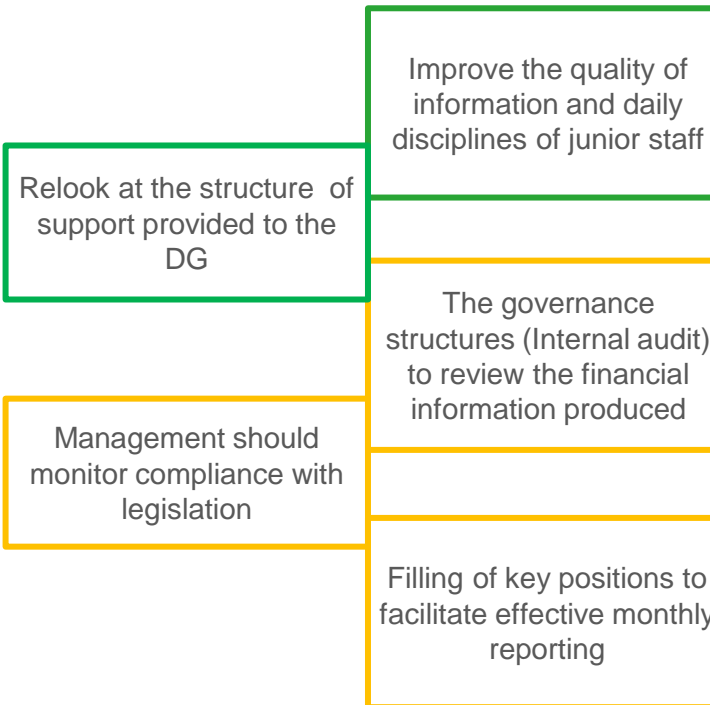 Improve the quality of
information and daily
disciplines of junior staff
Relook at the structure of
support provided to the
DG
The governance
structures (Internal audit)
to review the financial
information produced
Management should
monitor compliance with
legislation
Filling of key positions to
facilitate effective monthly
reporting